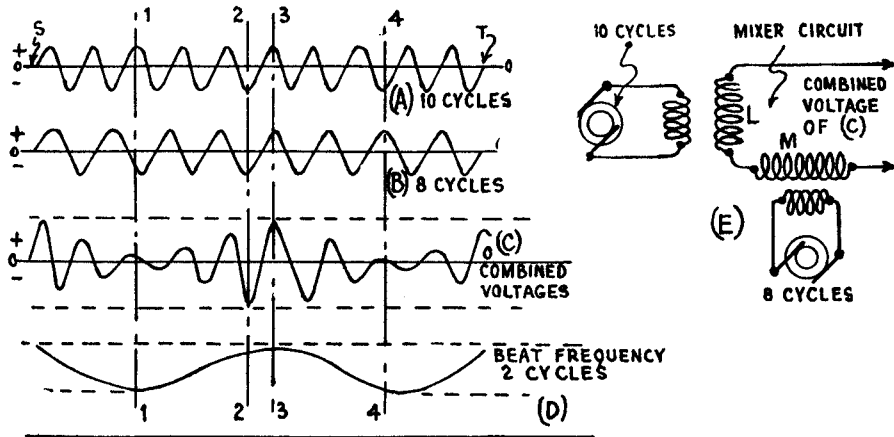 1 2 3 4
S T
+
0 0
-
(A) 10 CYCLES
+
0
-
(B) 8 CYCLES
+
0 0 (C)
-
COMBINED
VOLTAGES
BEAT FREQUENCY
2 CYCLES
1 2 3 4 (D)
10 CYCLES
MIXER CIRCUIT
COMBINED
VOLTAGE
OF (C)
L
M
(E)
8 CYCLES